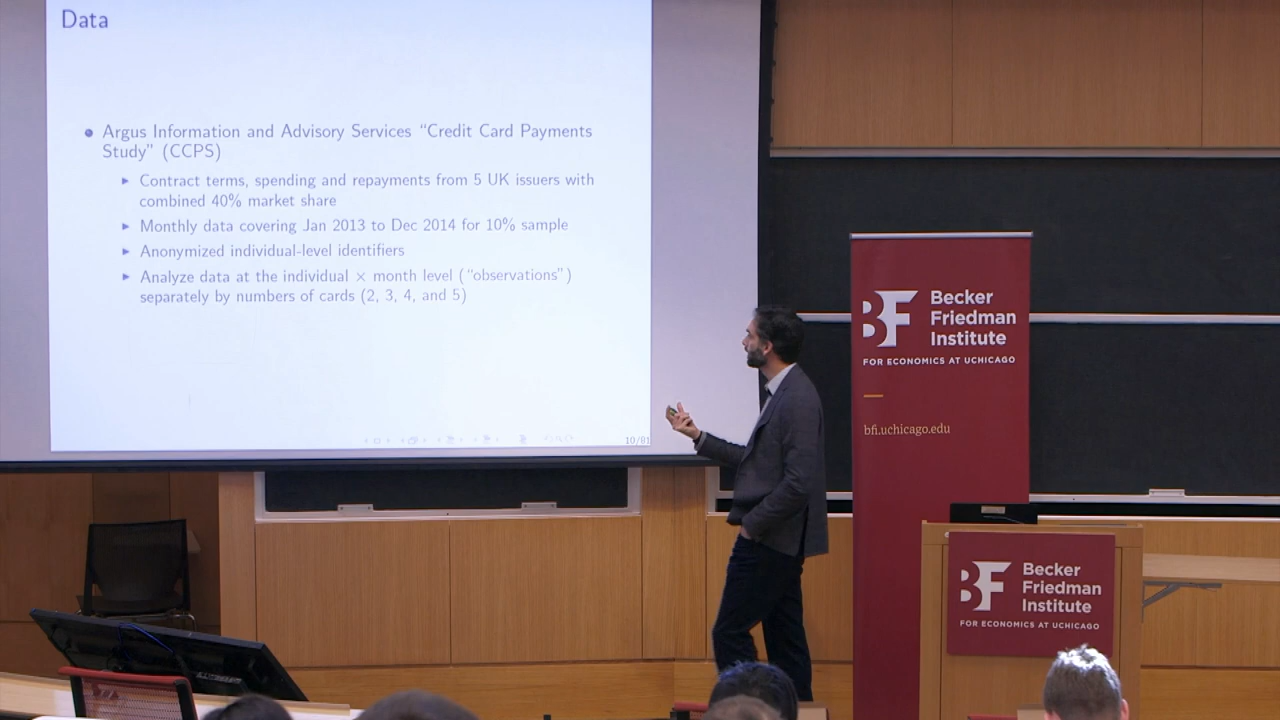 Data
Argus Information and Advisory Services “Credit Card Payments
Study” (CCPS)
Contract terms, spending and repayments from 5 UK issuers with
combined 40% market share
Monthly data covering Jan 2013 to Dec 2014 for 10% sample
Anonymized individual-level identifiers
Analyze data at the individual × month level (“observations”)
separately by numbers of cards (2, 3, 4, and 5)
10/81
BF
Becker
Friedman
Institute
FOR ECONOMICS AT UCHICAGO
bfi.uchicago.edu
BF
Becker
Friedman
Institute
FOR ECONOMICS AT UCHICAGO